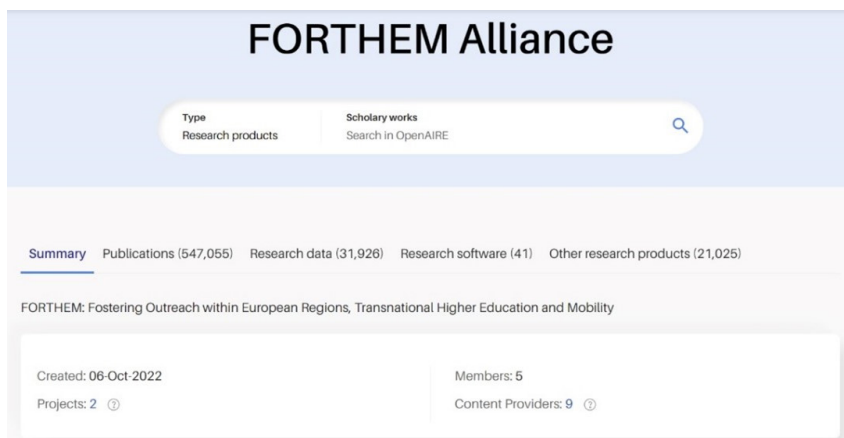 FORTHEM Alliance
Type
Scholary works
Research products
Search in OpenAIRE
Summary Publications (547,055) Research data (31,926) Research software (41) Other research products (21,025)
FORTHEM: Fostering Outreach within European Regions, Transnational Higher Education and Mobility
Created: 06-Oct-2022
Members: 5
Projects: 2 ?
Content Providers: 9 ?